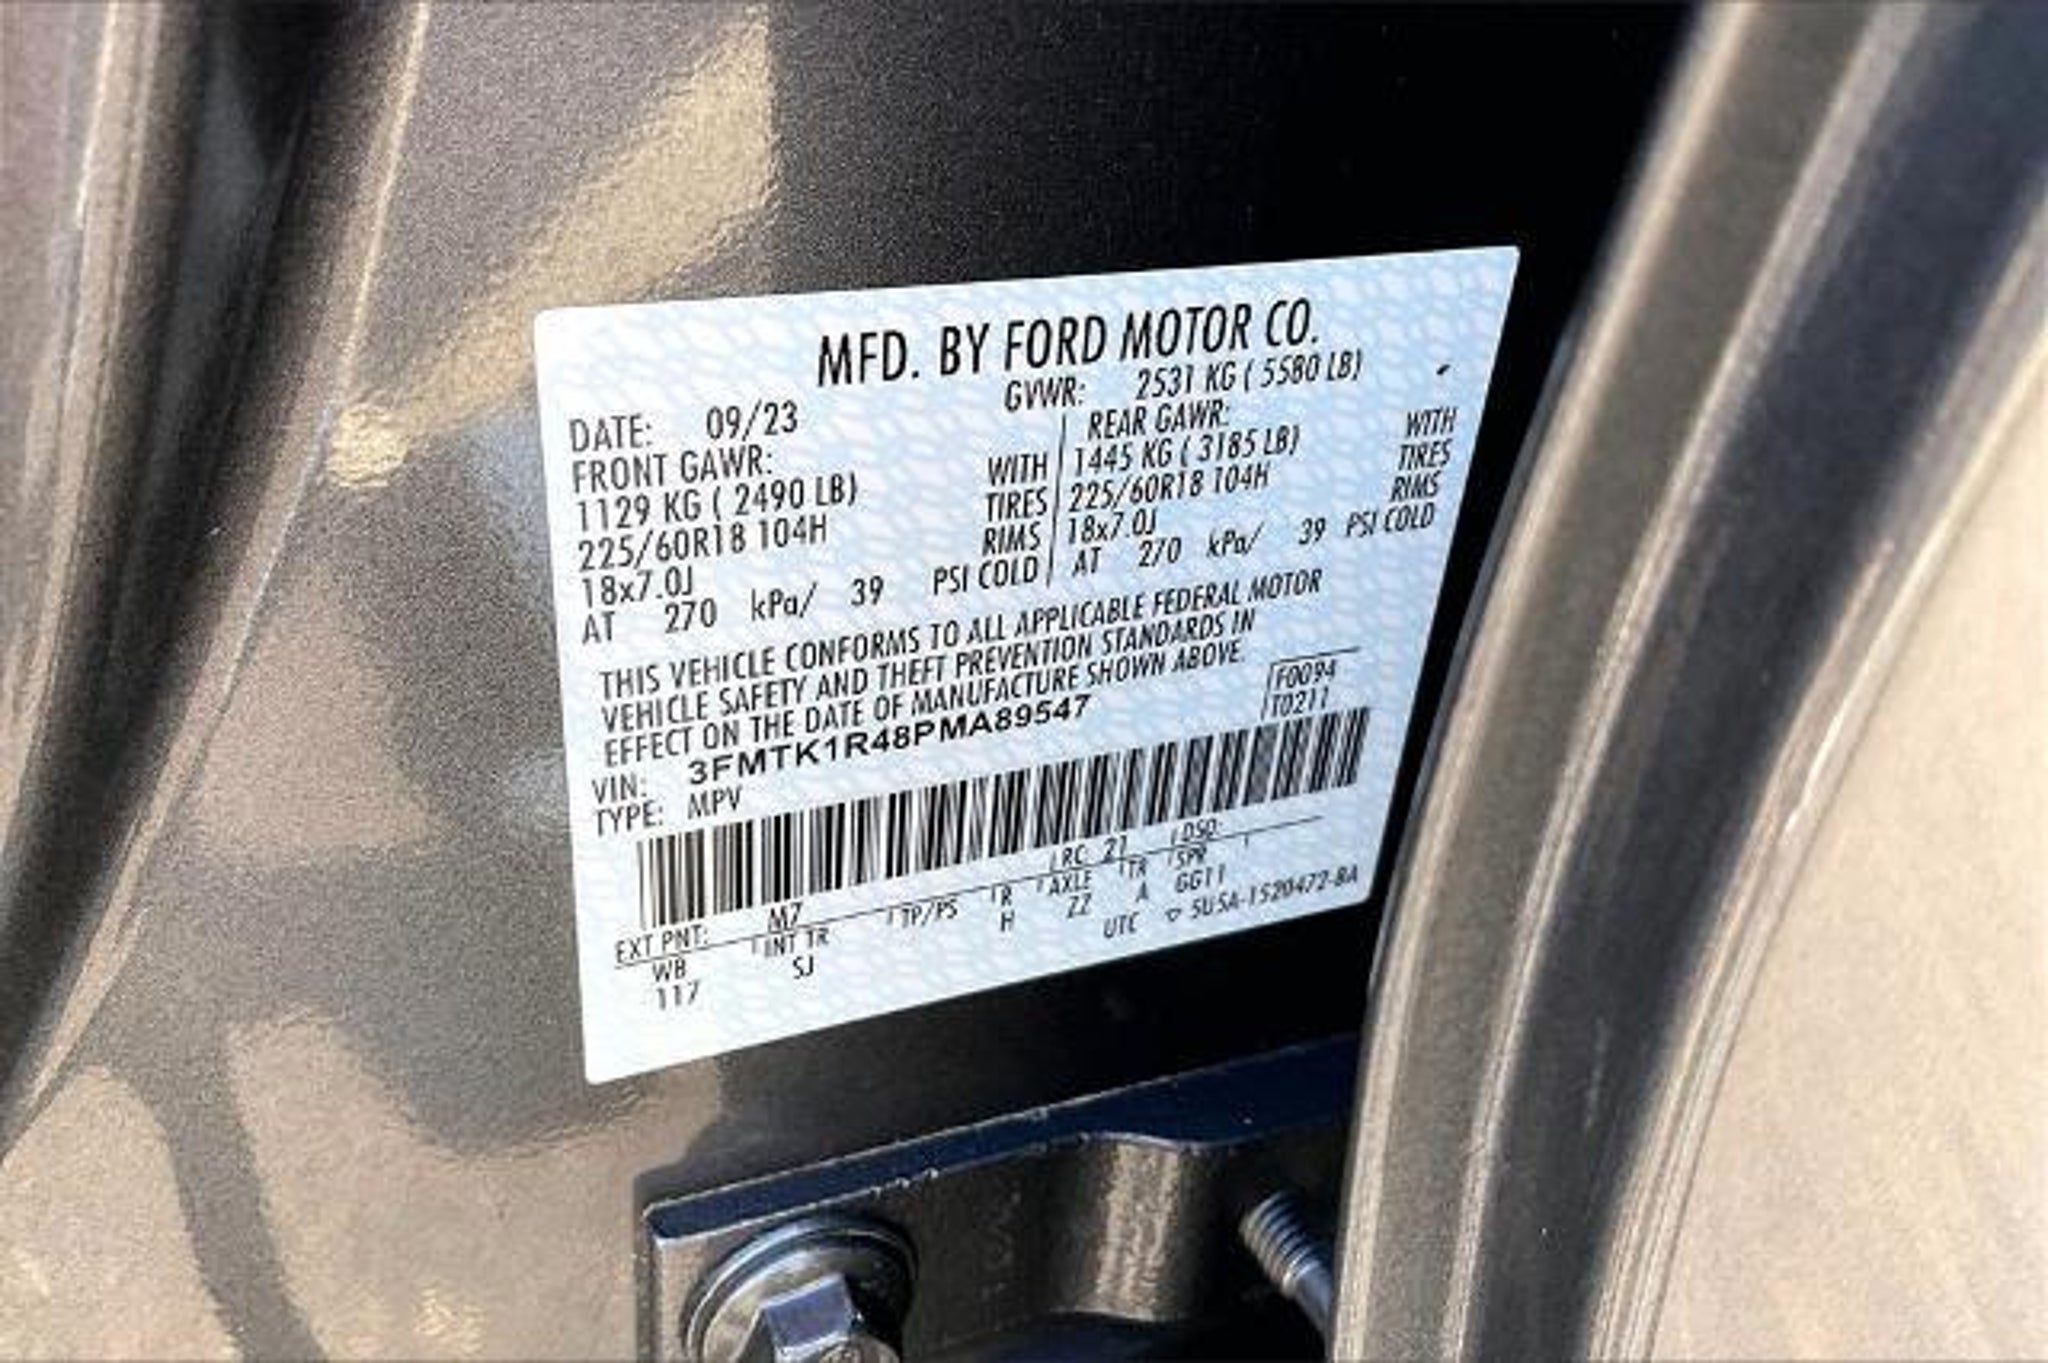 MFD. BY FORD MOTOR CO.
DATE: 09/23 GVWR: 2531 KG ( 5580 LB)
FRONT GAWR: REAR GAWR:
1129 KG ( 2490 LB) WITH 1445 KG ( 3185 LB) WITH
225/60R18 104H TIRES 225/60R18 104H TIRES
18x7.0J RIMS 18x7.0J RIMS
AT 270 kPa/ 39 PSI COLD AT 270 kPa/ 39 PSI COLD
THIS VEHICLE CONFORMS TO ALL APPLICABLE FEDERAL MOTOR
VEHICLE SAFETY AND THEFT PREVENTION STANDARDS IN
EFFECT ON THE DATE OF MANUFACTURE SHOWN ABOVE.
VIN: 3FMTK1R48PMA89547 F0094
TYPE: MPV T0211
EXT PNT: M7 RC 21 DSO:
WB INT TR TP/PS R AXLE TR SPR
117 SJ H ZZ A GG11
UTC ▽ 5U5A-1520472-BA